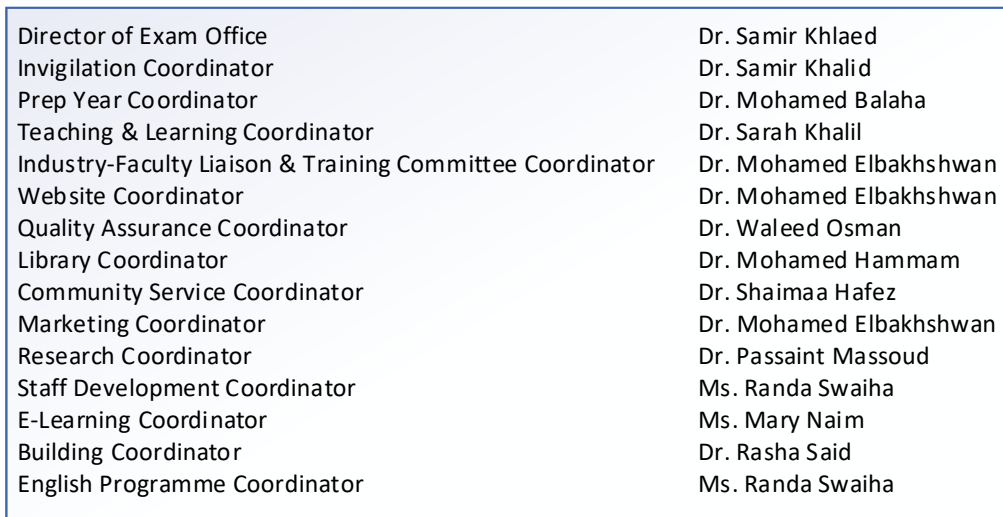 Director of Exam Office Dr. Samir Khlaed
Invigilation Coordinator Dr. Samir Khalid
Prep Year Coordinator Dr. Mohamed Balaha
Teaching & Learning Coordinator Dr. Sarah Khalil
Industry-Faculty Liaison & Training Committee Coordinator Dr. Mohamed Elbakhshwan
Website Coordinator Dr. Mohamed Elbakhshwan
Quality Assurance Coordinator Dr. Waleed Osman
Library Coordinator Dr. Mohamed Hammam
Community Service Coordinator Dr. Shaimaa Hafez
Marketing Coordinator Dr. Mohamed Elbakhshwan
Research Coordinator Dr. Passaint Massoud
Staff Development Coordinator Ms. Randa Swaiha
E-Learning Coordinator Ms. Mary Naim
Building Coordinator Dr. Rasha Said
English Programme Coordinator Ms. Randa Swaiha